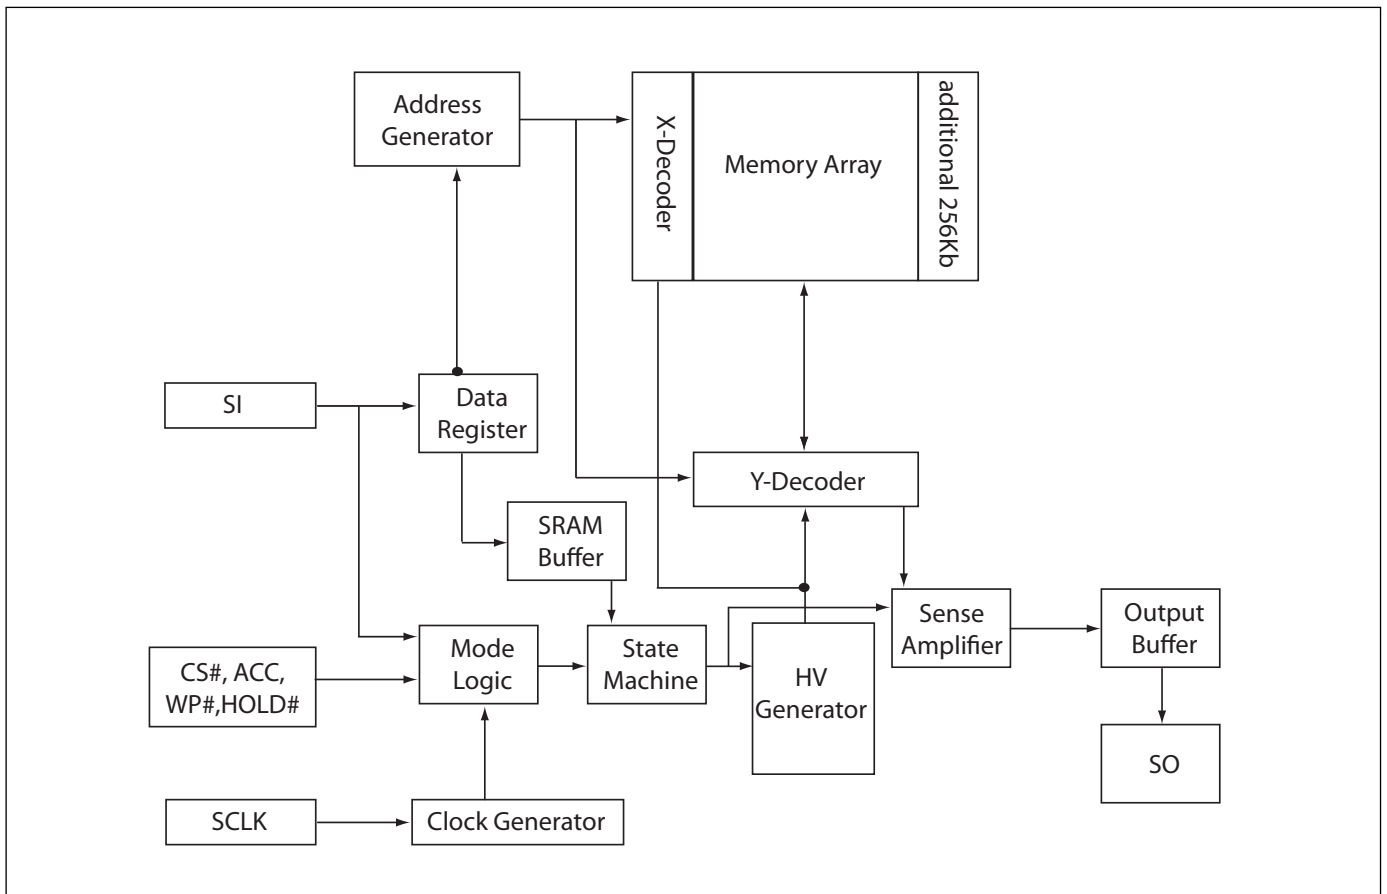 Address
Generator
X-Decoder
Memory Array
additional 256Kb
SI
Data
Register
Y-Decoder
SRAM
Buffer
CS#, ACC,
WP#,HOLD#
Mode
Logic
State
Machine
HV
Generator
Sense
Amplifier
Output
Buffer
SO
SCLK
Clock Generator